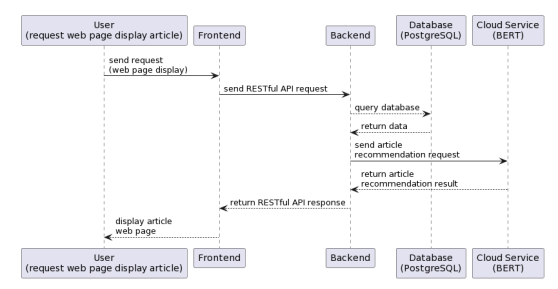 User
(request web page display article)
Frontend
Backend
Database
(PostgreSQL)
Cloud Service
(BERT)
send request
(web page display)
send RESTful API request
query database
return data
send article
recommendation request
return article
recommendation result
return RESTful API response
display article
web page
User
(request web page display article)
Frontend
Backend
Database
(PostgreSQL)
Cloud Service
(BERT)